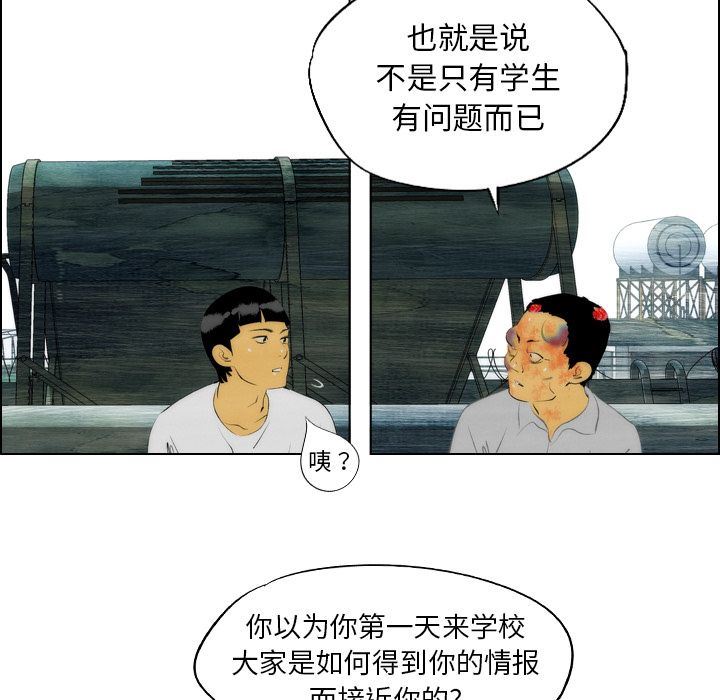 也就是说
不是只有学生
有问题而已
咦？
你以为你第一天来学校
大家是如何得到你的情报
而接近你的？